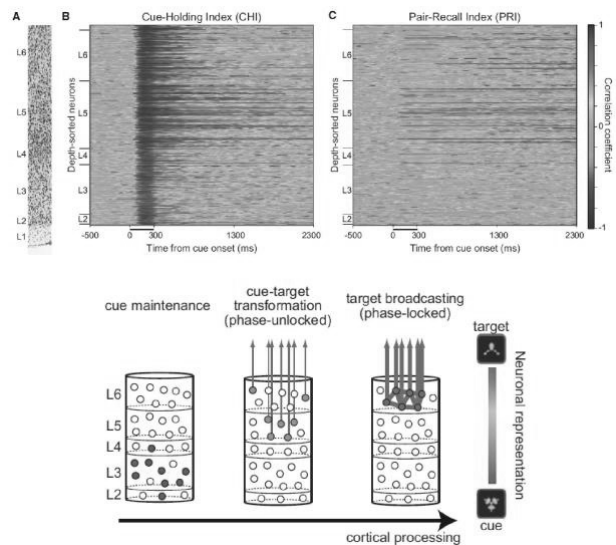 A
B
Cue-Holding Index (CHI)
C
Pair-Recall Index (PRI)
L6
L5
L4
L3
L2
L1
Depth-sorted neurons
L6
L5
L4
L3
L2
-500
0
300
1300
2300
Time from cue onset (ms)
Depth-sorted neurons
L6
L5
L4
L3
L2
-500
0
300
1300
2300
Time from cue onset (ms)
1
0
-1
Correlation
coefficient
cue maintenance
cue-target
transformation
(phase-unlocked)
target broadcasting
(phase-locked)
target
Neuronal representation
cue
L6
L5
L4
L3
L2
cortical processing